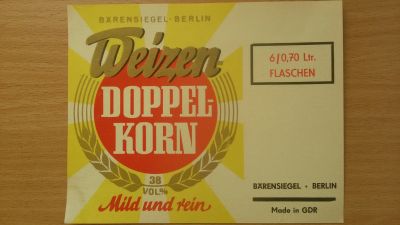 BÄRENSIEGEL · BERLIN
Weizen-
DOPPEL-
KORN
38
VOL%
Mild und rein
6/0,70 Ltr.
FLASCHEN
BÄRENSIEGEL • BERLIN
Made in GDR